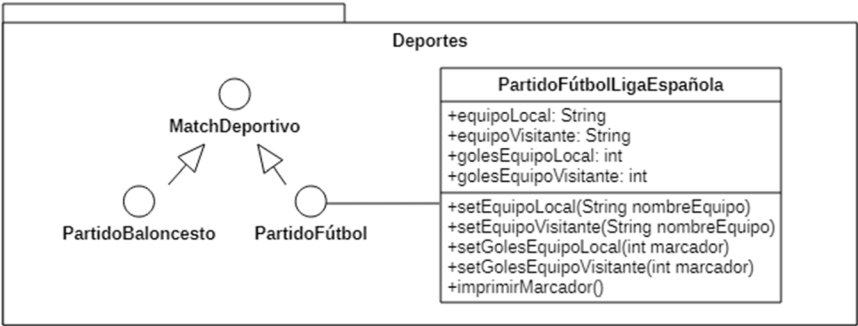 Deportes
MatchDeportivo
PartidoBaloncesto
PartidoFútbol
PartidoFútbolLigaEspañola
+equipoLocal: String
+equipoVisitante: String
+golesEquipoLocal: int
+golesEquipoVisitante: int
+setEquipoLocal(String nombreEquipo)
+setEquipoVisitante(String nombreEquipo)
+setGolesEquipoLocal(int marcador)
+setGolesEquipoVisitante(int marcador)
+imprimirMarcador()